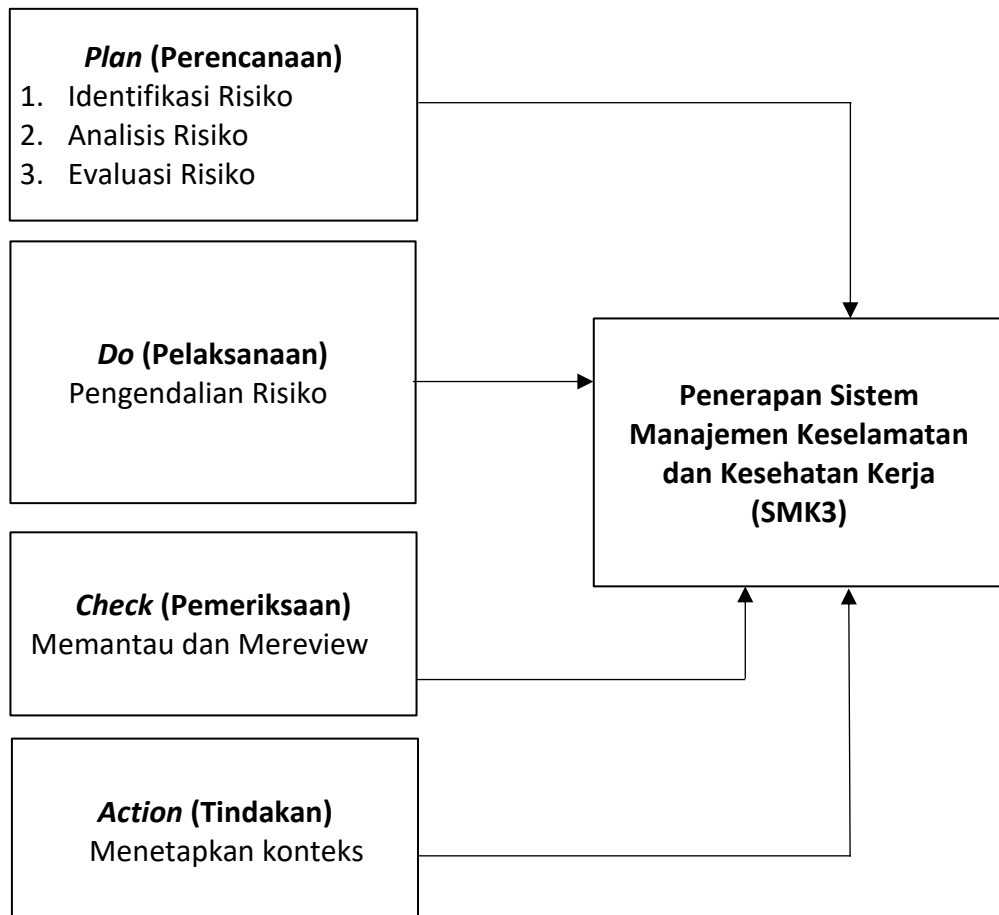 Plan (Perencanaan)
1. Identifikasi Risiko
2. Analisis Risiko
3. Evaluasi Risiko
Do (Pelaksanaan)
Pengendalian Risiko
Penerapan Sistem
Manajemen Keselamatan
dan Kesehatan Kerja
(SMK3)
Check (Pemeriksaan)
Memantau dan Mereview
Action (Tindakan)
Menetapkan konteks